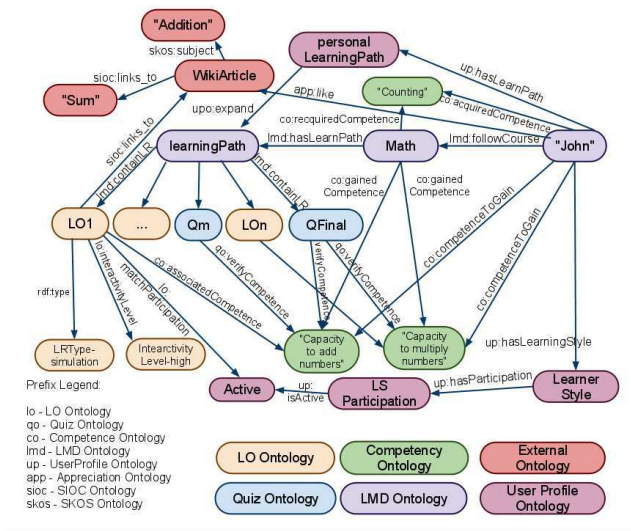 "Addition"
skos:subject
personal
LearningPath
sioc:links_to
WikiArticle
up:hasLearnPath
"Sum"
app:like
"Counting"
co:acquiredCompetence
upo:expand
co:recquiredCompetence
sioc:links_to
lmd:containLR
learningPath
lmd:hasLearnPath
Math
lmd:followCourse
"John"
lmd:containLR
co:gained
Competence
co:gained
Competence
LO1
...
Qm
LOn
QFinal
co:competenceToGain
co:competenceToGain
rdf:type
lo:interactivityLevel
lo:
matchParticipation
co:associatedCompetence
qo:verifyCompetence
verifyCompetence
qo:verifyCompetence
LRType-
simulation
Intearctivity
Level-high
"Capacity
to add
numbers"
"Capacity
to multiply
numbers"
up:hasLearningStyle
Active
up:
isActive
LS
Participation
up:hasParticipation
Learner
Style
Prefix Legend:
lo - LO Ontology
qo - Quiz Ontology
co - Competence Ontology
lmd - LMD Ontology
up - UserProfile Ontology
app - Appreciation Ontology
sioc - SIOC Ontology
skos - SKOS Ontology
LO Ontology
Competency
Ontology
External
Ontology
Quiz Ontology
LMD Ontology
User Profile
Ontology